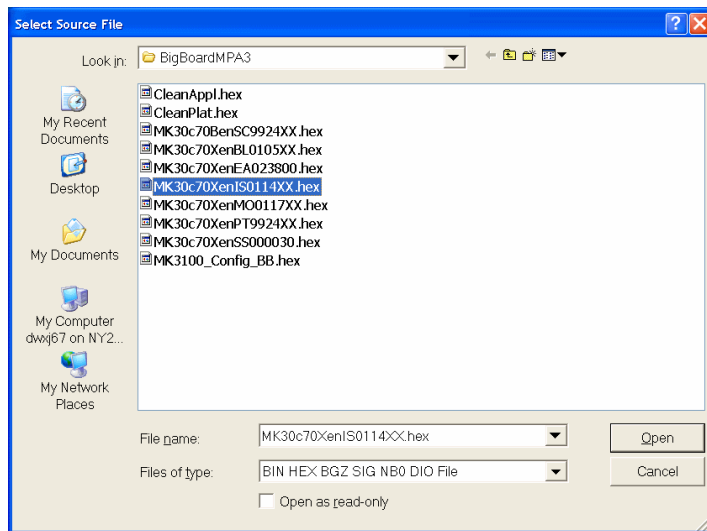 Select Source File
Look in: BigBoardMPA3
My Recent
Documents
Desktop
My Documents
My Computer
dwxj67 on NY2...
My Network
Places
CleanAppl.hex
CleanPlat.hex
MK30c70BenSC9924XX.hex
MK30c70XenBL0105XX.hex
MK30c70XenEA023800.hex
MK30c70XenIS0114XX.hex
MK30c70XenMO0117XX.hex
MK30c70XenPT9924XX.hex
MK30c70XenSS000030.hex
MK3100_Config_BB.hex
File name: MK30c70XenIS0114XX.hex Open
Files of type: BIN HEX BGZ SIG NB0 DIO File Cancel
Open as read-only